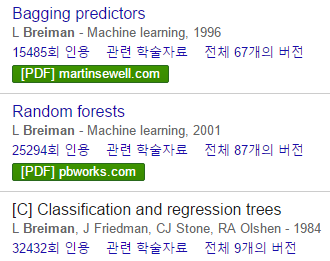 Bagging predictors
L Breiman - Machine learning, 1996
15485회 인용 관련 학술자료 전체 67개의 버전
[PDF] martinsewell.com
Random forests
L Breiman - Machine learning, 2001
25294회 인용 관련 학술자료 전체 87개의 버전
[PDF] pbworks.com
[C] Classification and regression trees
L Breiman, J Friedman, CJ Stone, RA Olshen - 1984
32432회 인용 관련 학술자료 전체 9개의 버전